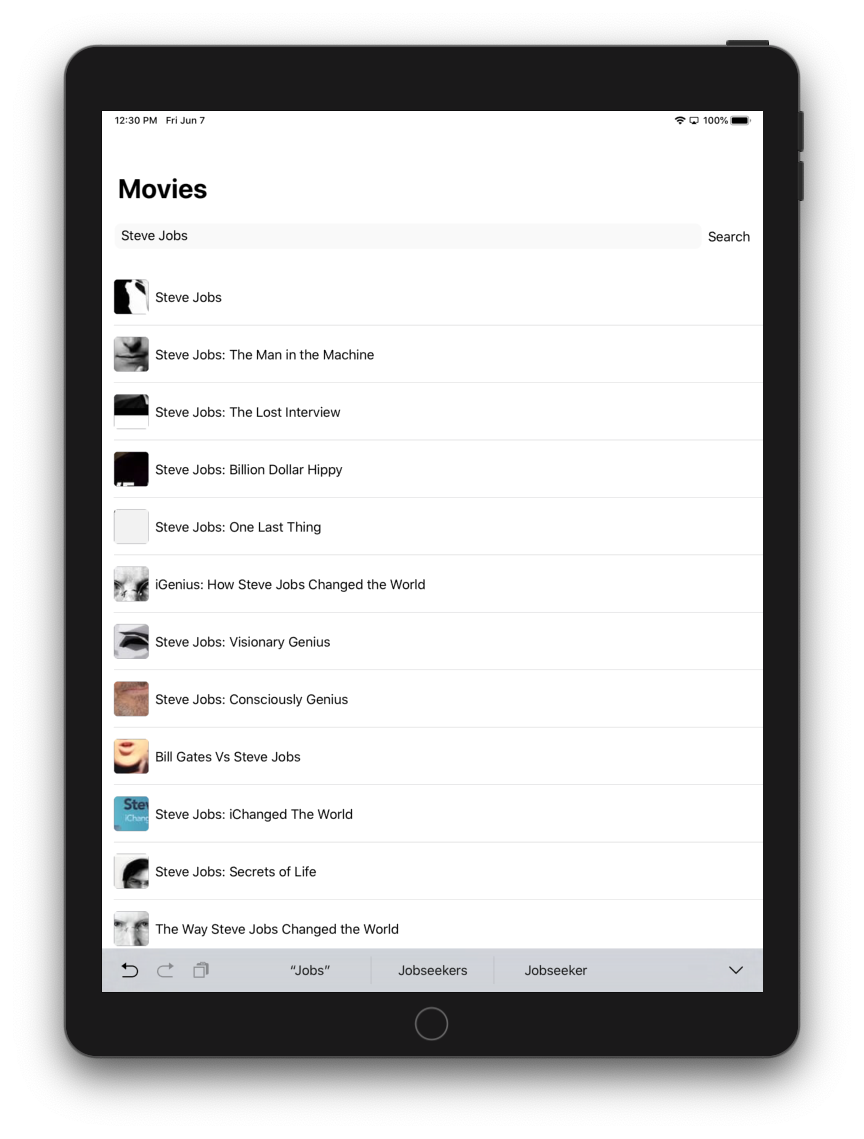 12:30 PM Fri Jun 7 100%
Movies
Steve Jobs Search
Steve Jobs
Steve Jobs: The Man in the Machine
Steve Jobs: The Lost Interview
Steve Jobs: Billion Dollar Hippy
Steve Jobs: One Last Thing
iGenius: How Steve Jobs Changed the World
Steve Jobs: Visionary Genius
Steve Jobs: Consciously Genius
Bill Gates Vs Steve Jobs
Steve Jobs: iChanged The World
Steve Jobs: Secrets of Life
The Way Steve Jobs Changed the World
“Jobs” Jobseekers Jobseeker